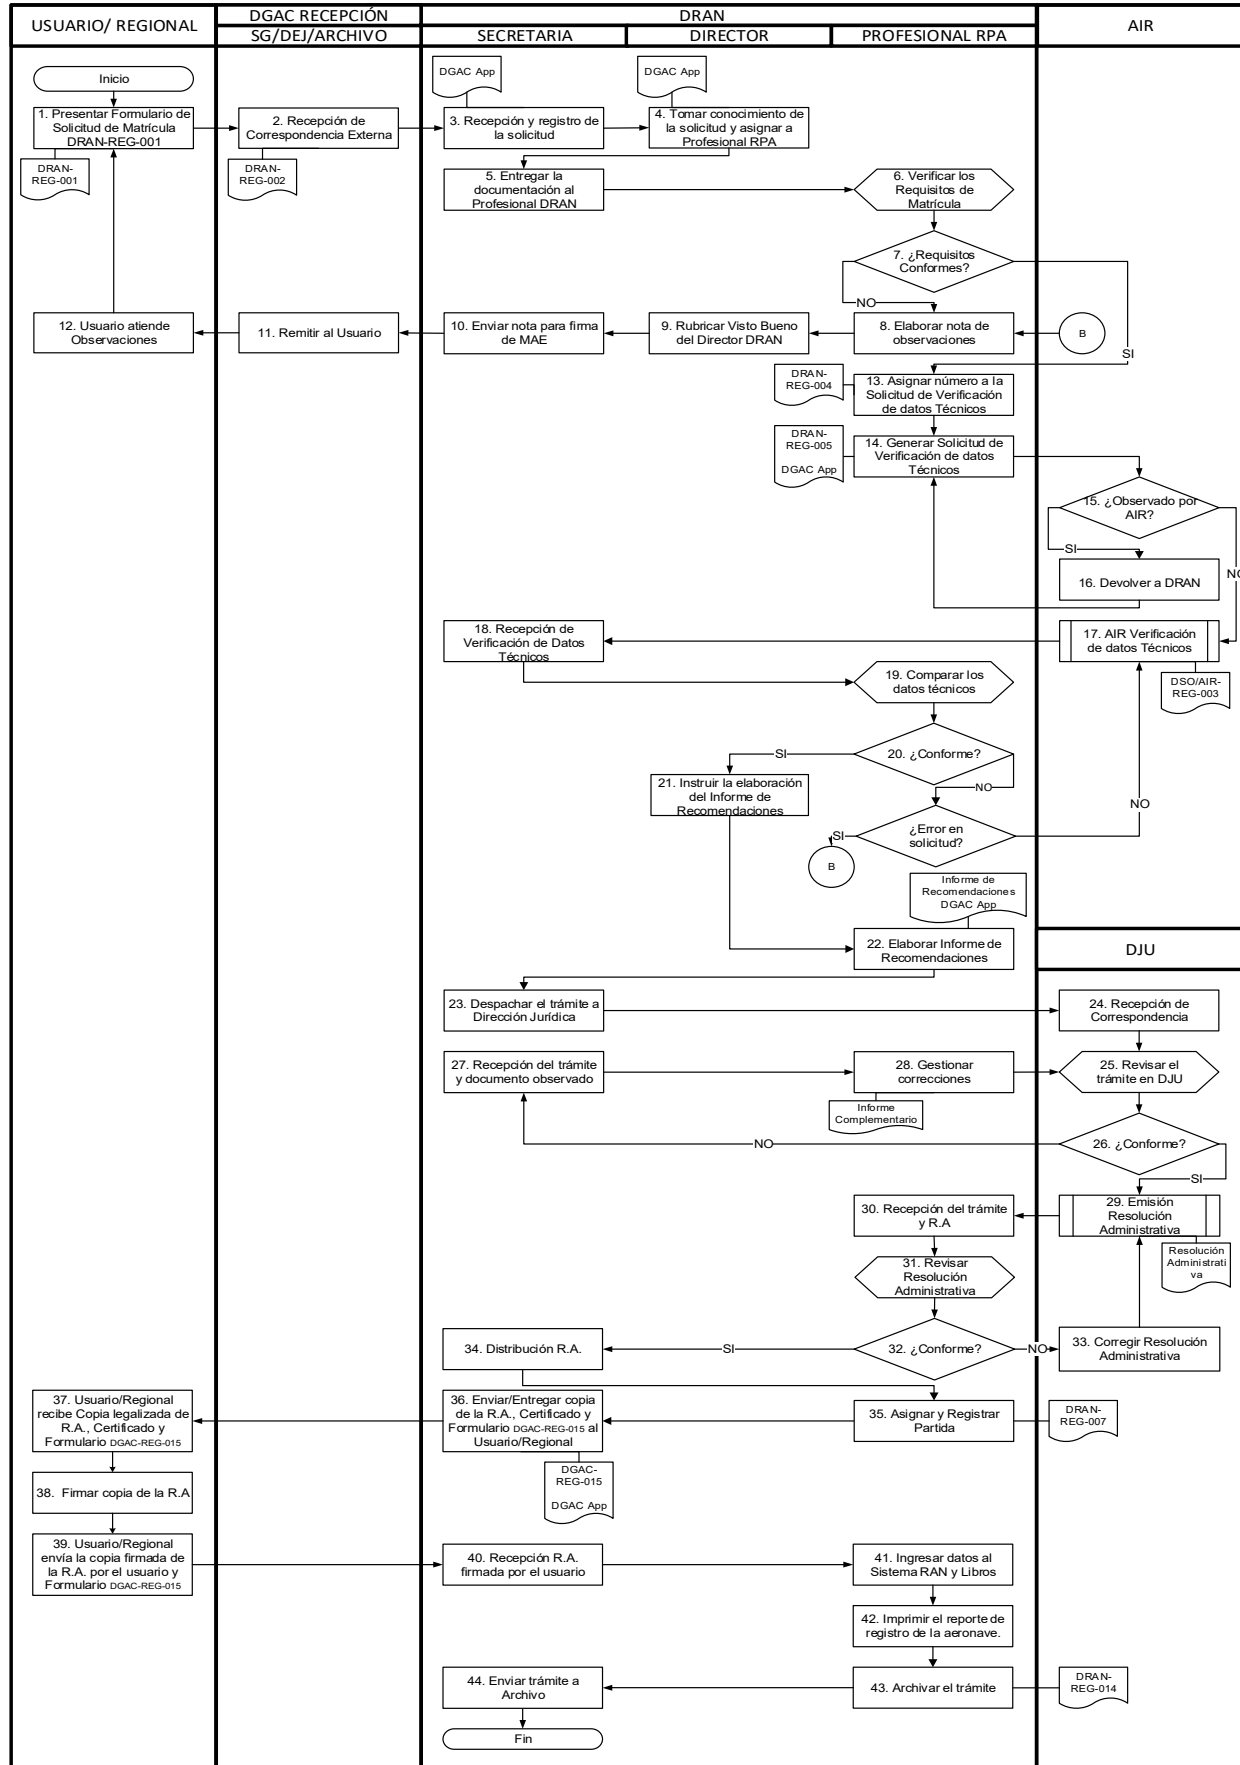 USUARIO/ REGIONAL
DGAC RECEPCIÓN
SG/DEJ/ARCHIVO
DRAN
SECRETARIA
DIRECTOR
PROFESIONAL RPA
AIR
Inicio
DGAC App
DGAC App
1. Presentar Formulario de
Solicitud de Matrícula
DRAN-REG-001
2. Recepción de
Correspondencia Externa
3. Recepción y registro de
la solicitud
4. Tomar conocimiento de
la solicitud y asignar a
Profesional RPA
DRAN-
REG-001
DRAN-
REG-002
5. Entregar la
documentación al
Profesional DRAN
6. Verificar los
Requisitos de
Matrícula
7. ¿Requisitos
Conformes?
NO
SI
12. Usuario atiende
Observaciones
11. Remitir al Usuario
10. Enviar nota para firma
de MAE
9. Rubricar Visto Bueno
del Director DRAN
8. Elaborar nota de
observaciones
B
DRAN-
REG-004
13. Asignar número a la
Solicitud de Verificación
de datos Técnicos
DRAN-
REG-005
DGAC App
14. Generar Solicitud de
Verificación de datos
Técnicos
15. ¿Observado por
AIR?
SI
NO
16. Devolver a DRAN
18. Recepción de
Verificación de Datos
Técnicos
17. AIR Verificación
de datos Técnicos
DSO/AIR-
REG-003
19. Comparar los
datos técnicos
20. ¿Conforme?
SI
NO
21. Instruir la elaboración
del Informe de
Recomendaciones
¿Error en
solicitud?
SI
NO
B
Informe de
Recomendaciones
DGAC App
22. Elaborar Informe de
Recomendaciones
DJU
23. Despachar el trámite a
Dirección Jurídica
24. Recepción de
Correspondencia
27. Recepción del trámite
y documento observado
28. Gestionar
correcciones
25. Revisar el
trámite en DJU
Informe
Complementario
26. ¿Conforme?
NO
SI
30. Recepción del trámite
y R.A
29. Emisión
Resolución
Administrativa
Resolución
Administrati
va
31. Revisar
Resolución
Administrativa
34. Distribución R.A.
SI
32. ¿Conforme?
NO
33. Corregir Resolución
Administrativa
37. Usuario/Regional
recibe Copia legalizada de
R.A., Certificado y
Formulario DGAC-REG-015
36. Enviar/Entregar copia
de la R.A., Certificado y
Formulario DGAC-REG-015 al
Usuario/Regional
35. Asignar y Registrar
Partida
DRAN-
REG-007
DGAC-
REG-015
DGAC App
38. Firmar copia de la R.A
39. Usuario/Regional
envía la copia firmada de
la R.A. por el usuario y
Formulario DGAC-REG-015
40. Recepción R.A.
firmada por el usuario
41. Ingresar datos al
Sistema RAN y Libros
42. Imprimir el reporte de
registro de la aeronave.
44. Enviar trámite a
Archivo
43. Archivar el trámite
DRAN-
REG-014
Fin